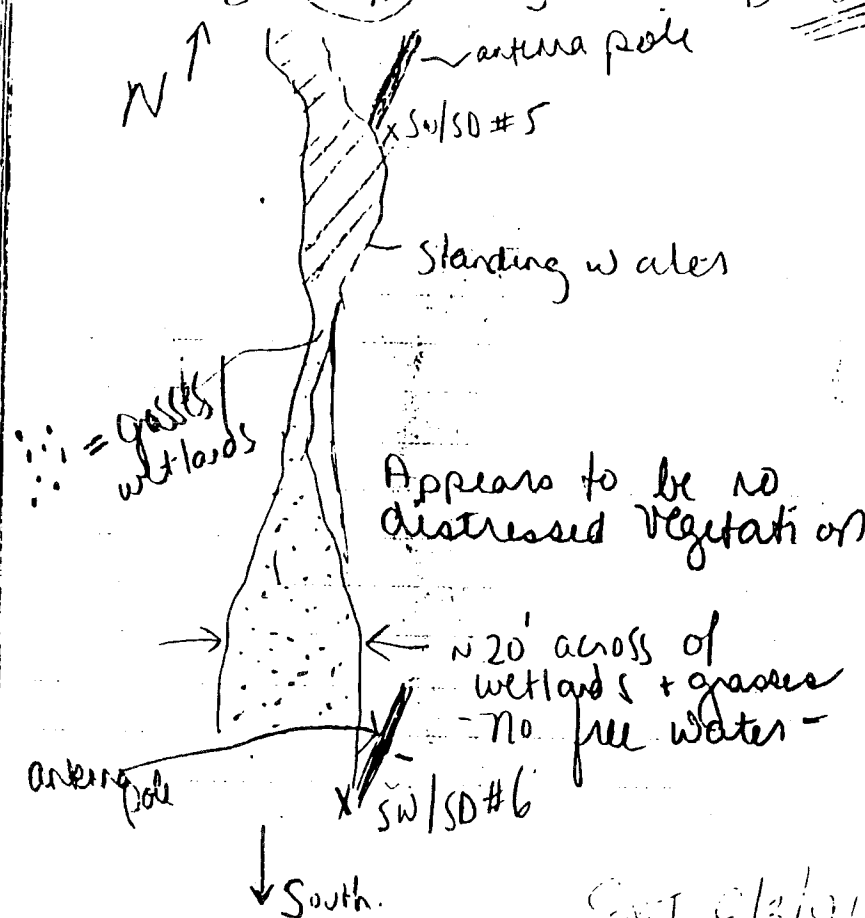 N
antenna pole
x SW/SD #5
Standing water
= grasses
wetlands
Appears to be no
distressed vegetation
~20' across of
wetlands + grasses
- no free water -
antenna
pole
X SW/SD #6
South.